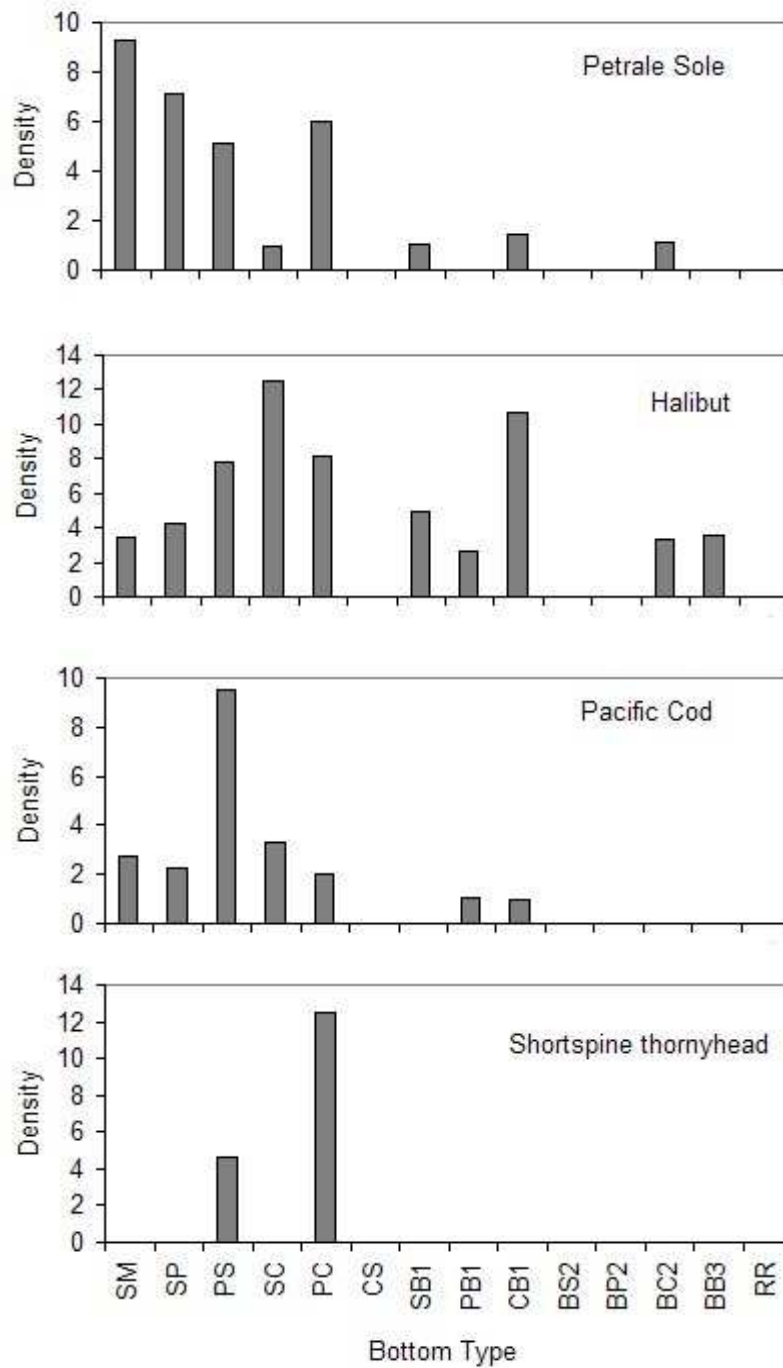 Petrale Sole
Density
10
8
6
4
2
0
Halibut
Density
14
12
10
8
6
4
2
0
Pacific Cod
Density
10
8
6
4
2
0
Shortspine thornyhead
Density
14
12
10
8
6
4
2
0
SM SP PS SC PC CS SB1 PB1 CB1 BS2 BP2 BC2 BB3 RR
Bottom Type